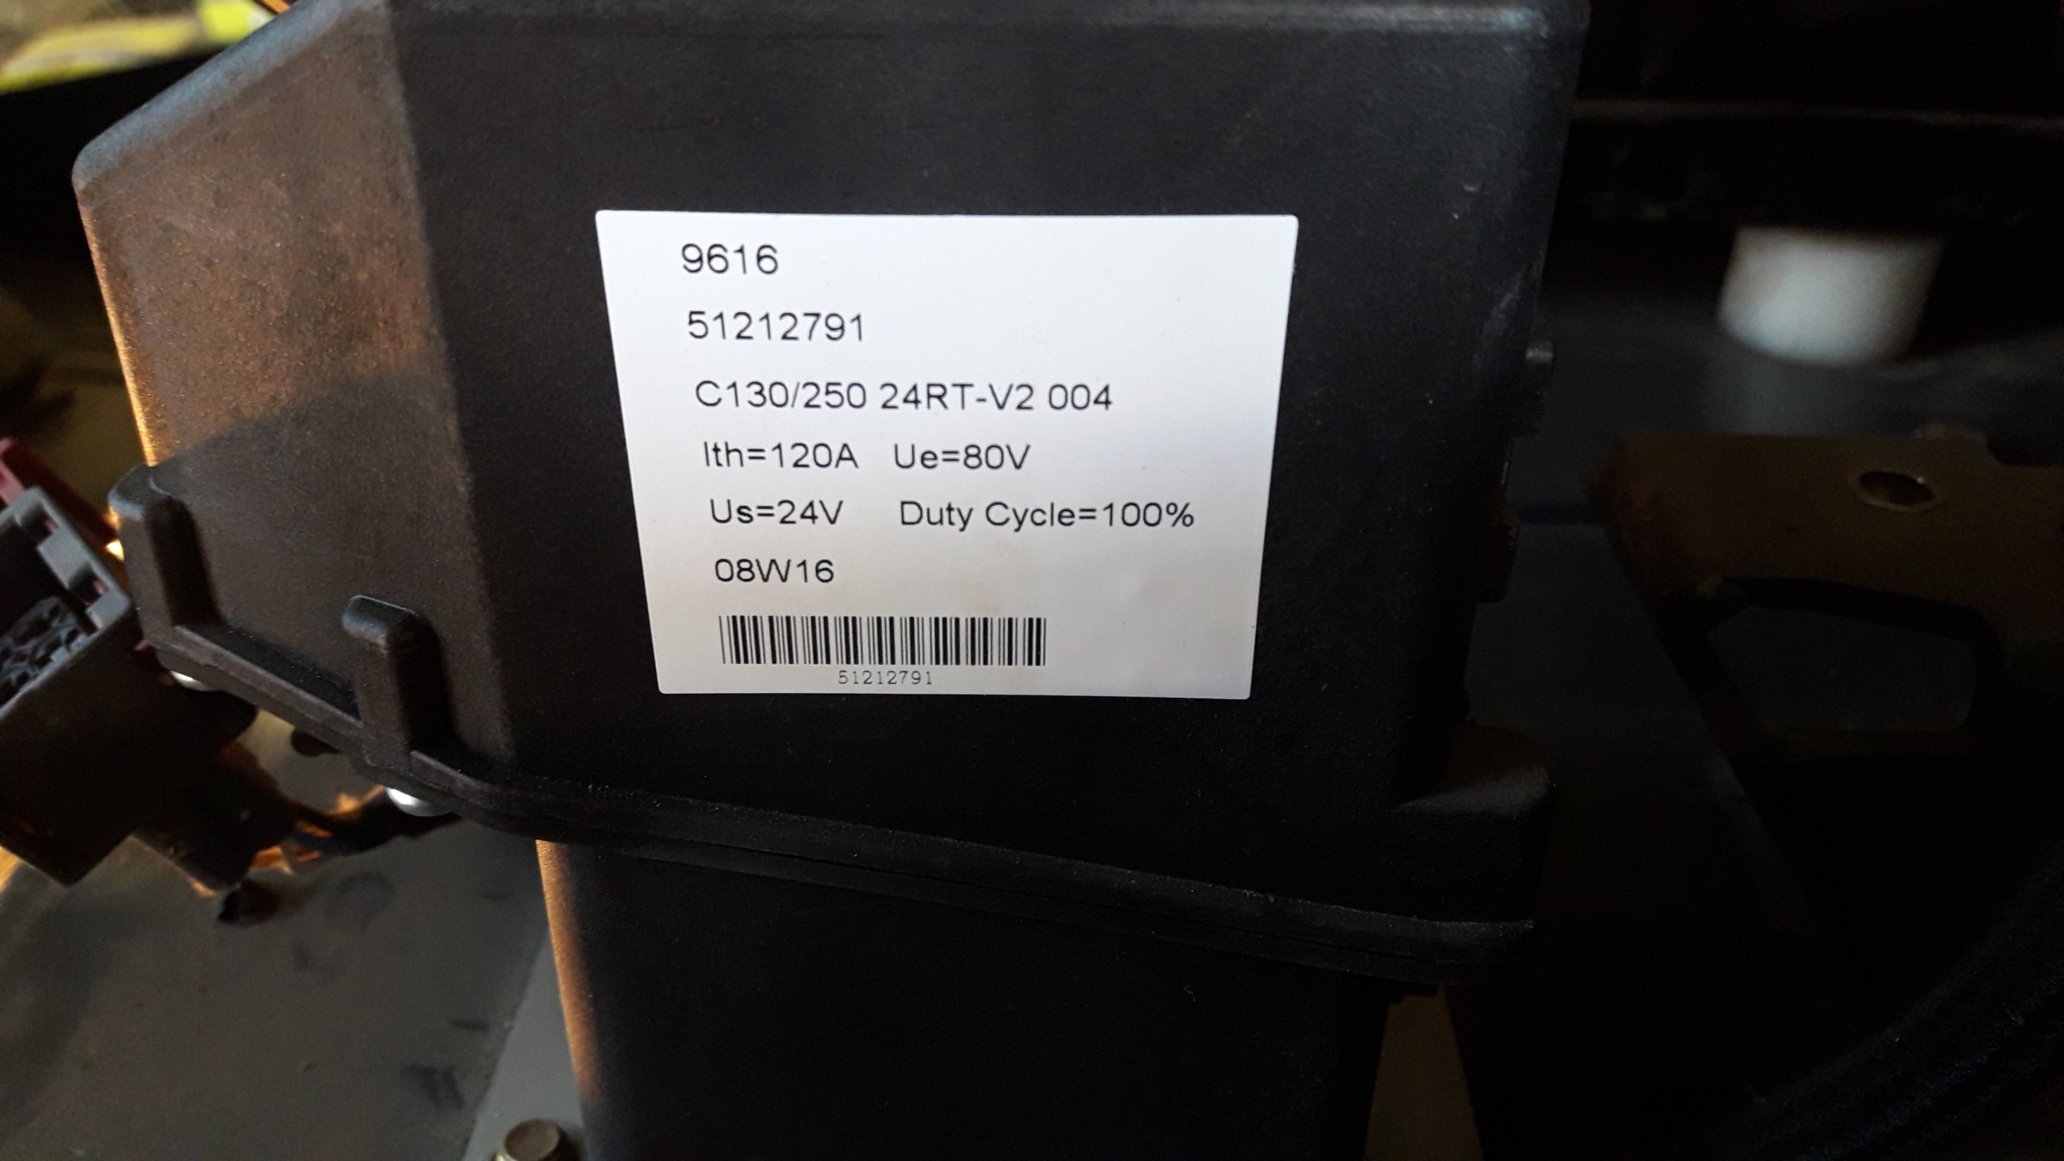 9616
51212791
C130/250 24RT-V2 004
Ith=120A Ue=80V
Us=24V Duty Cycle=100%
08W16
51212791